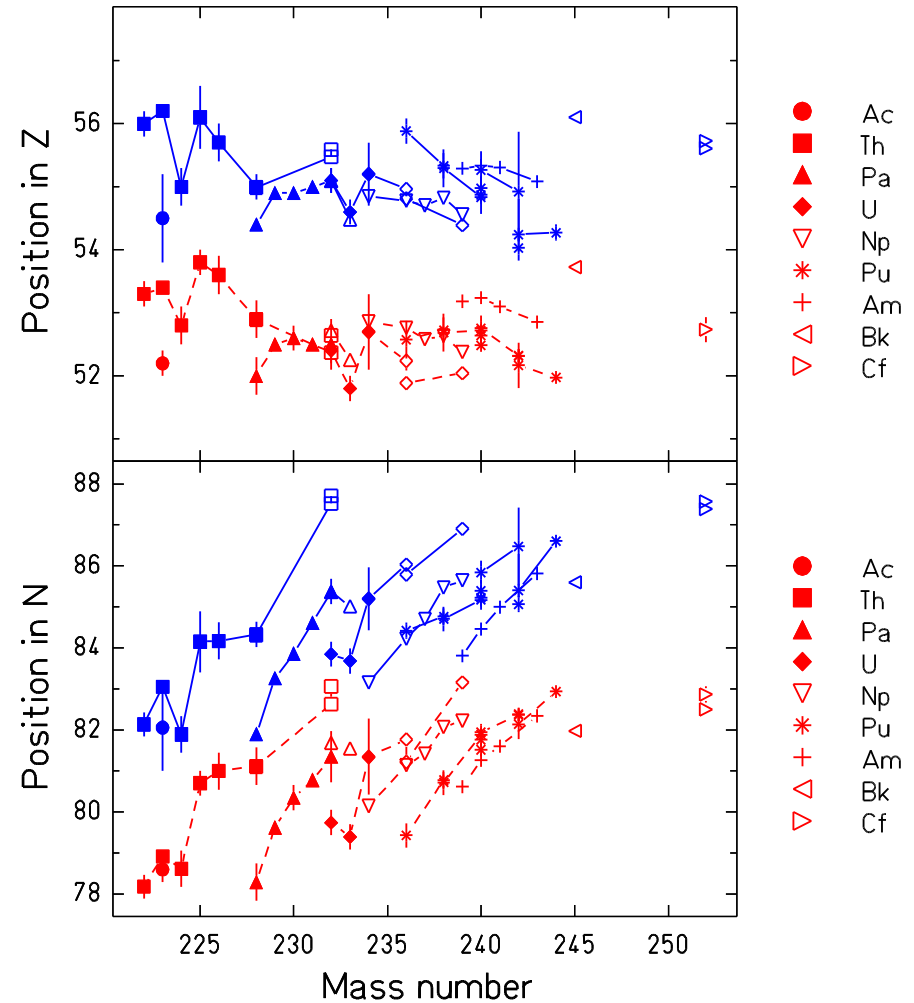 Position in Z
56
54
52
Ac
Th
Pa
U
Np
Pu
Am
Bk
Cf
Position in N
88
86
84
82
80
78
Ac
Th
Pa
U
Np
Pu
Am
Bk
Cf
225 230 235 240 245 250
Mass number